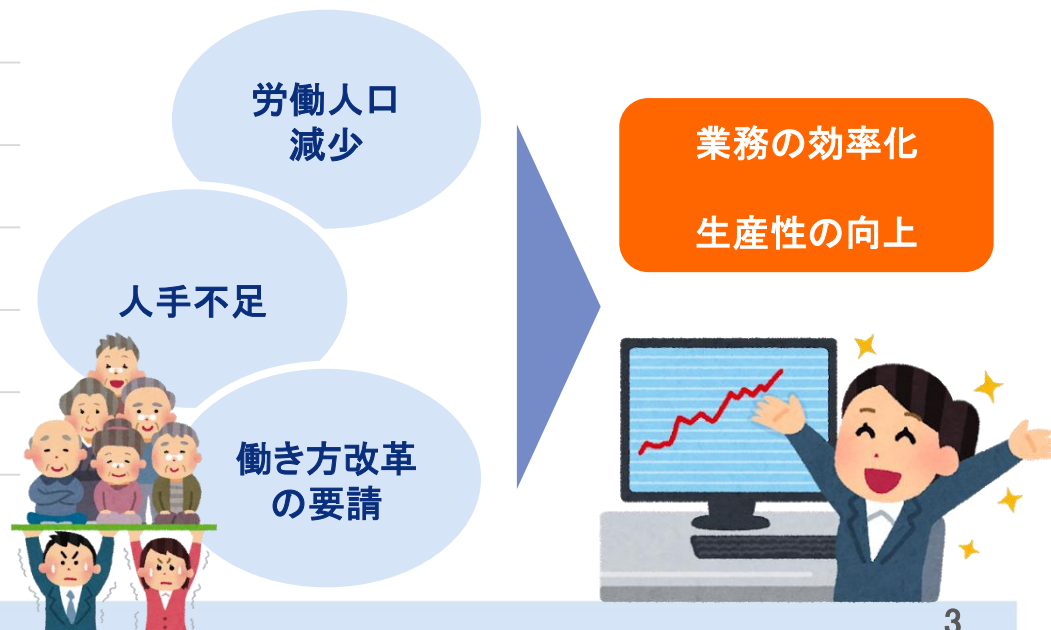 労働人口
減少
人手不足
働き方改革
の要請
業務の効率化
生産性の向上
3